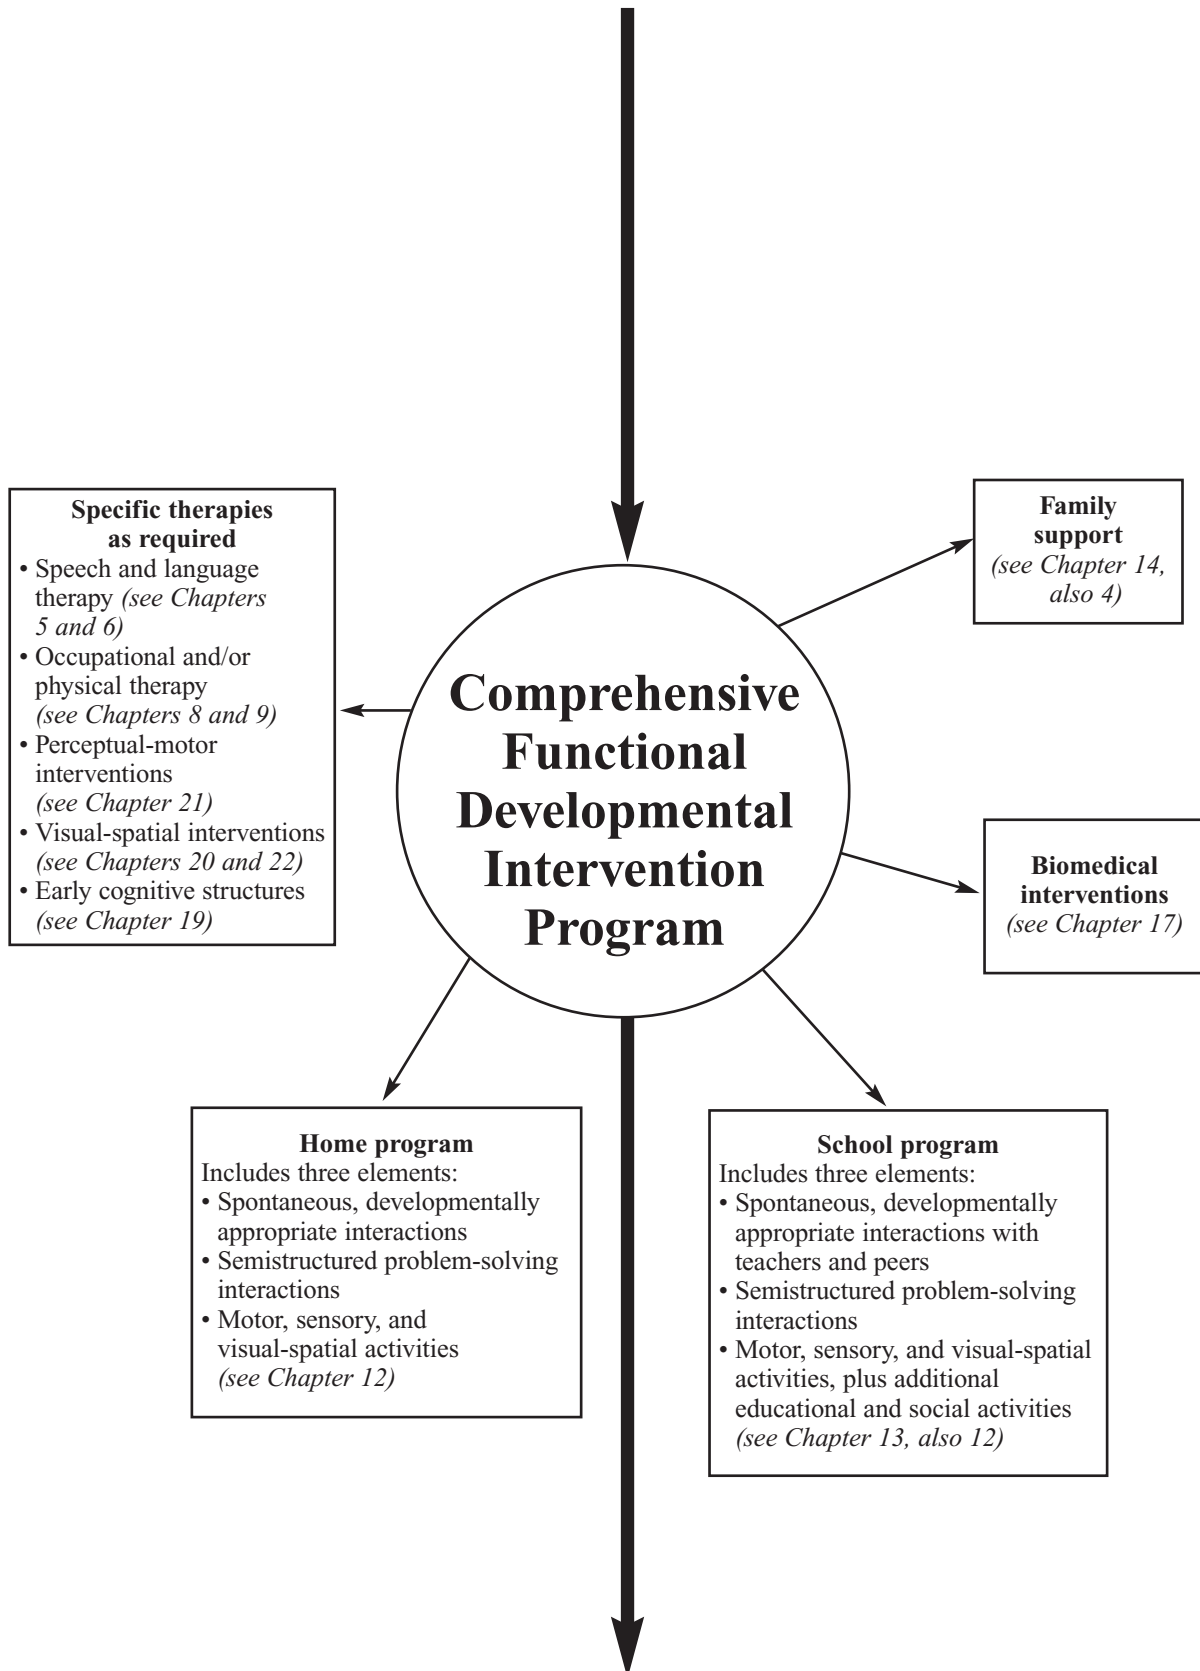 Specific therapies
as required
• Speech and language
therapy (see Chapters
5 and 6)
• Occupational and/or
physical therapy
(see Chapters 8 and 9)
• Perceptual-motor
interventions
(see Chapter 21)
• Visual-spatial interventions
(see Chapters 20 and 22)
• Early cognitive structures
(see Chapter 19)
Comprehensive
Functional
Developmental
Intervention
Program
Family
support
(see Chapter 14,
also 4)
Biomedical
interventions
(see Chapter 17)
Home program
Includes three elements:
• Spontaneous, developmentally
appropriate interactions
• Semistructured problem-solving
interactions
• Motor, sensory, and
visual-spatial activities
(see Chapter 12)
School program
Includes three elements:
• Spontaneous, developmentally
appropriate interactions with
teachers and peers
• Semistructured problem-solving
interactions
• Motor, sensory, and visual-spatial
activities, plus additional
educational and social activities
(see Chapter 13, also 12)